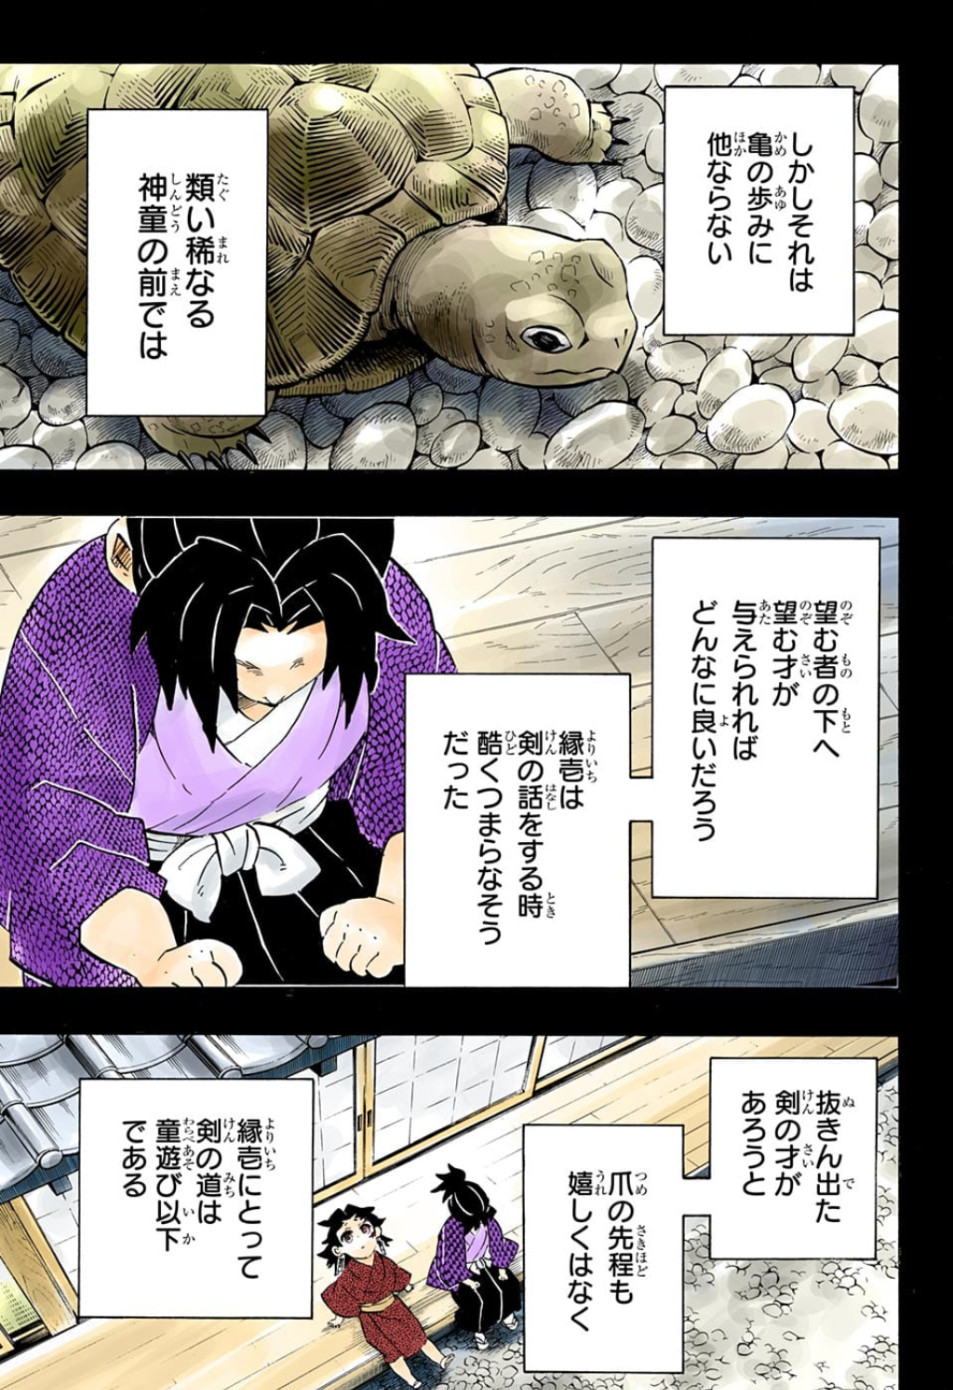 しかしそれは
亀の歩みに
他ならない
類い稀なる
神童の前では
望む者の下へ
望む才が
与えられれば
どんなに良いだろう
縁壱は
剣の話をする時
酷くつまらなそう
だった
抜きん出た
剣の才が
あろうと
爪の先程も
嬉しくはなく
縁壱にとって
剣の道は
童遊び以下
である